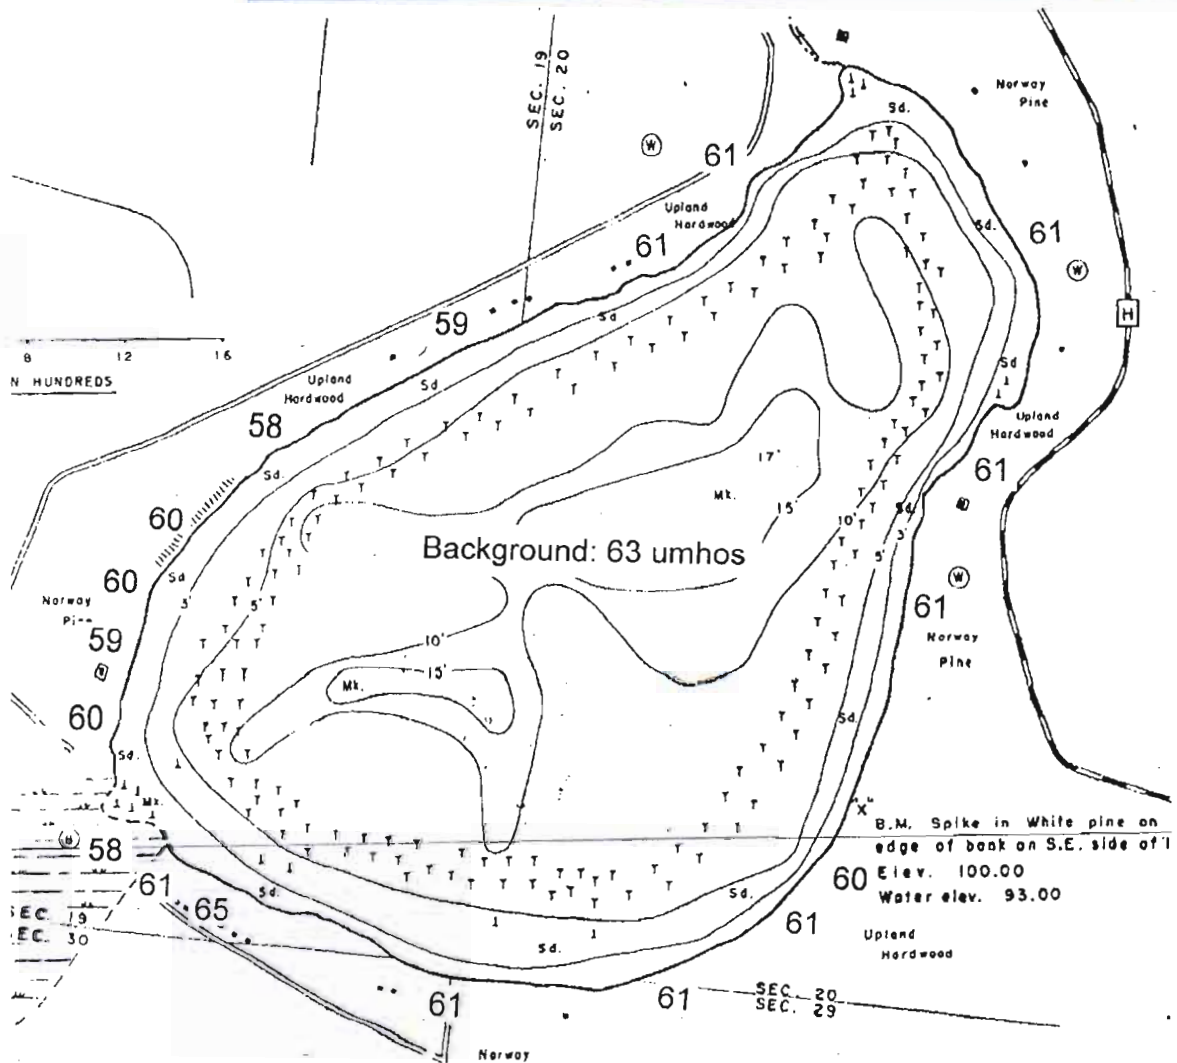 SEC. 19
SEC. 20
Norway
Pine
Sd.
W
61
Upland
Hardwood
61
Sd.
61
W
H
59
Sd
8 12 16
N HUNDREDS
Upland
Hardwood
Sd
Sd
58
Upland
Hardwood
17'
61
Sd.
Mk.
15'
60
10'
Sd.
3'
5'
Background: 63 umhos
60
Sd
3'
5'
W
61
Norway
59
10'
Norway
Pine
15'
Mk.
60
Sd.
Sd.
Mk.
"X"
B.M. Spike in White pine on
edge of bank on S.E. side of
Elev. 100.00
Water elev. 93.00
58
60
61
Sd.
Sd.
65
SEC. 19
SEC. 30
61
Upland
Hardwood
Sd.
61
61
SEC. 20
SEC. 29
Norway